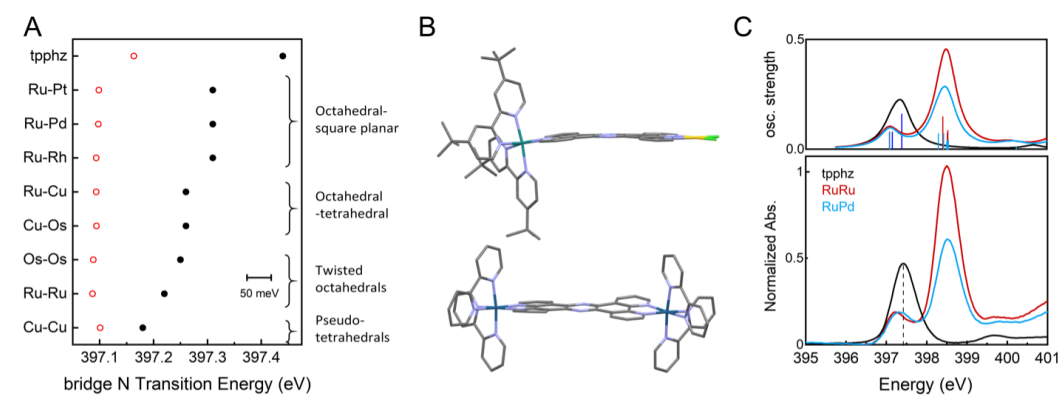 A
tpphz
Ru-Pt
Ru-Pd
Ru-Rh
Ru-Cu
Cu-Os
Os-Os
Ru-Ru
Cu-Cu
50 meV
397.1 397.2 397.3 397.4
bridge N Transition Energy (eV)
Octahedral-
square planar
Octahedral
-tetrahedral
Twisted
octahedrals
Pseudo-
tetrahedrals
B
C
0.5
0.0
osc. strength
tpphz
RuRu
RuPd
1
0.5
0
Normalized Abs.
395 396 397 398 399 400 401
Energy (eV)